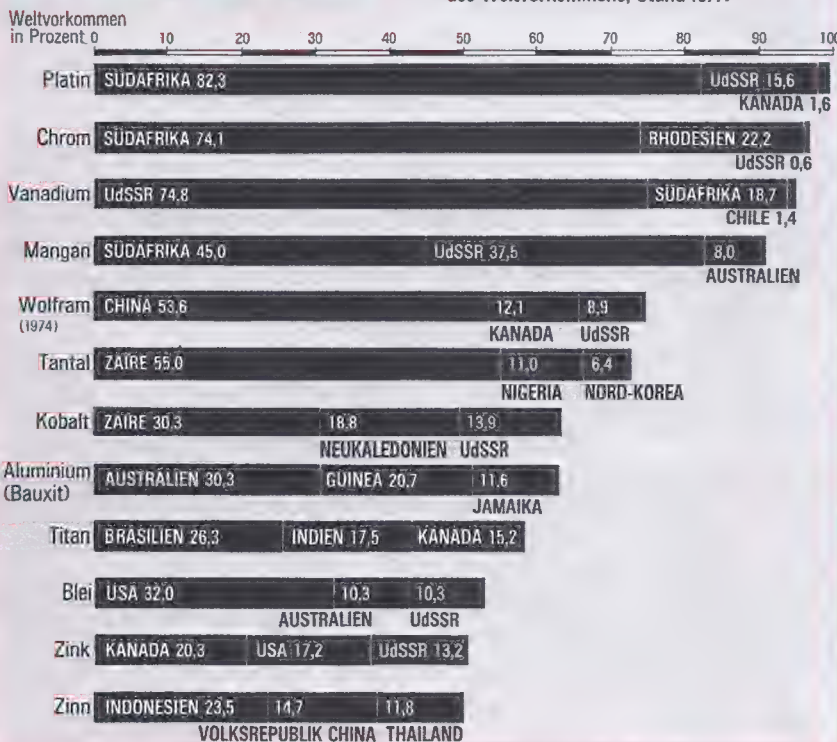 Weltvorkommen
in Prozent 0 10 20 30 40 50 60 70 80 90 100
Platin SÜDAFRIKA 82,3 UdSSR 15,6
KANADA 1,6
Chrom SÜDAFRIKA 74,1 RHODESIEN 22,2
UdSSR 0,6
Vanadium UdSSR 74,8 SÜDAFRIKA 18,7
CHILE 1,4
Mangan SÜDAFRIKA 45,0 UdSSR 37,5 8,0
AUSTRALIEN
Wolfram CHINA 53,6 12,1 8,9
(1974) KANADA UdSSR
Tantal ZAIRE 55,0 11,0 6,4
NIGERIA NORD-KOREA
Kobalt ZAIRE 30,3 18,8 13,9
NEUKALEDONIEN UdSSR
Aluminium AUSTRALIEN 30,3 GUINEA 20,7 11,6
(Bauxit) JAMAIKA
Titan BRASILIEN 26,3 INDIEN 17,5 KANADA 15,2
Blei USA 32,0 10,3 10,3
AUSTRALIEN UdSSR
Zink KANADA 20,3 USA 17,2 UdSSR 13,2
Zinn INDONESIEN 23,5 14,7 11,8
VOLKSREPUBLIK CHINA THAILAND